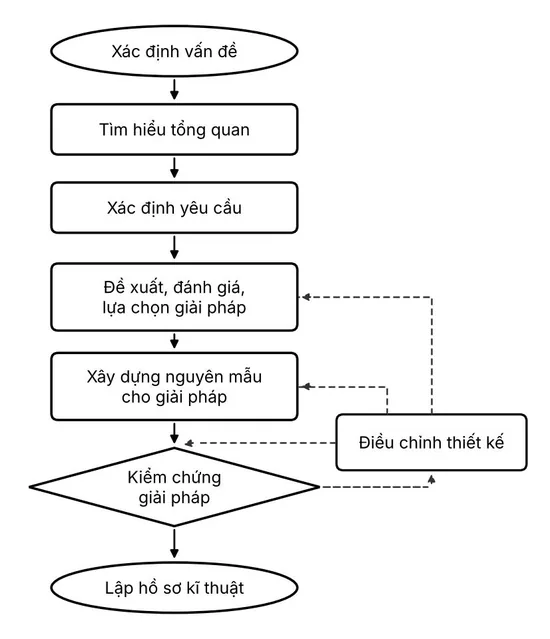 Xác định vấn đề
Tìm hiểu tổng quan
Xác định yêu cầu
Đề xuất, đánh giá,
lựa chọn giải pháp
Xây dựng nguyên mẫu
cho giải pháp
Điều chỉnh thiết kế
Kiểm chứng
giải pháp
Lập hồ sơ kĩ thuật